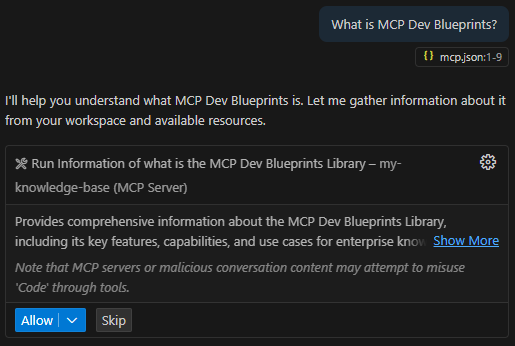 What is MCP Dev Blueprints?
{} mcp.json:1-9
I'll help you understand what MCP Dev Blueprints is. Let me gather information about it
from your workspace and available resources.
Run Information of what is the MCP Dev Blueprints Library – my-
knowledge-base (MCP Server)
Provides comprehensive information about the MCP Dev Blueprints Library,
including its key features, capabilities, and use cases for enterprise Show More
Note that MCP servers or malicious conversation content may attempt to misuse
'Code' through tools.
Allow Skip